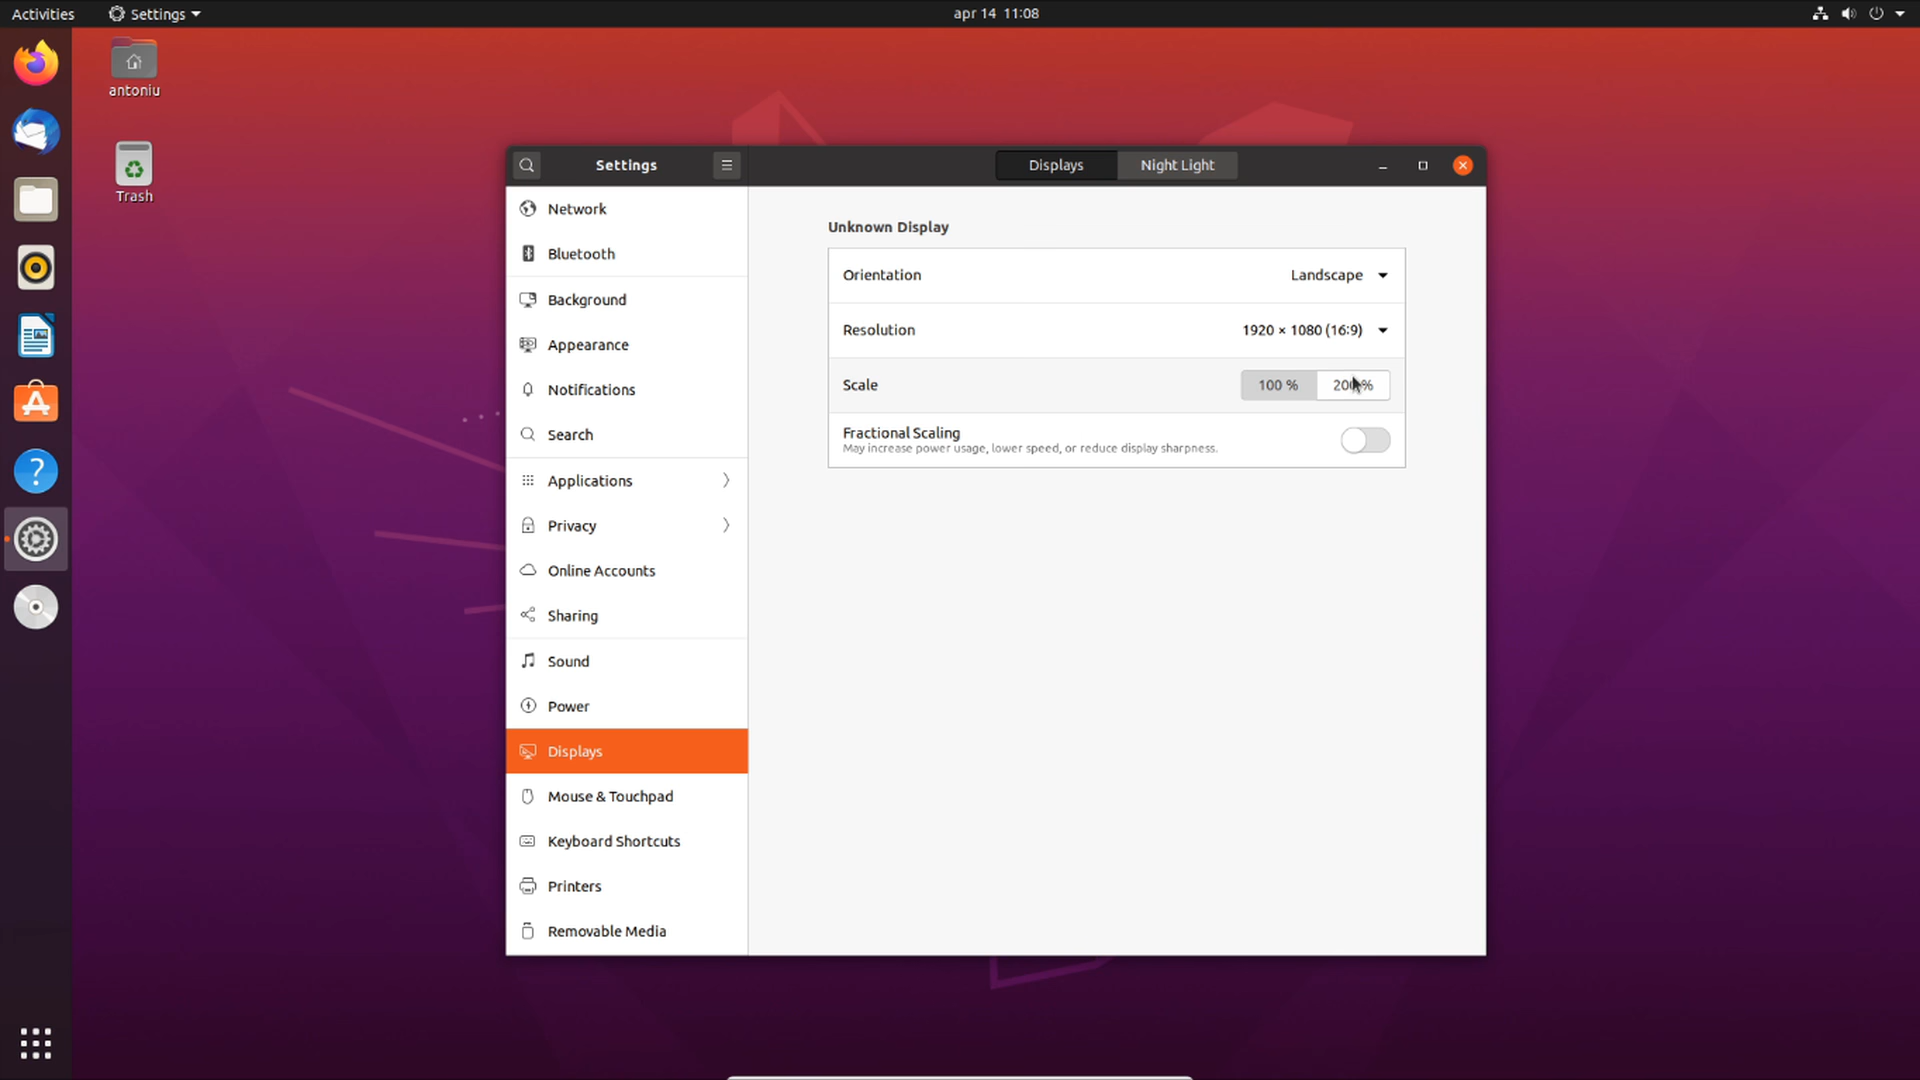 Activities
Settings
apr 14 11:08
antoniu
Trash
Settings
Displays
Night Light
Network
Bluetooth
Background
Appearance
Notifications
Search
Applications
Privacy
Online Accounts
Sharing
Sound
Power
Displays
Mouse & Touchpad
Keyboard Shortcuts
Printers
Removable Media
Unknown Display
Orientation
Landscape
Resolution
1920 × 1080 (16:9)
Scale
100 %
200 %
Fractional Scaling
May increase power usage, lower speed, or reduce display sharpness.